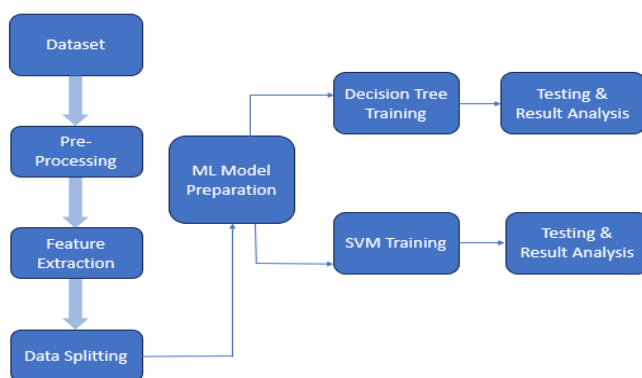 Dataset
Pre-
Processing
Feature
Extraction
Data Splitting
ML Model
Preparation
Decision Tree
Training
Testing &
Result Analysis
SVM Training
Testing &
Result Analysis